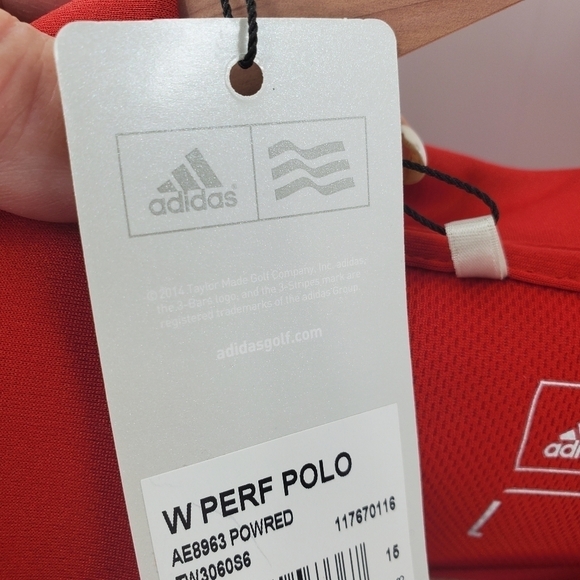 adidas
© 2014 Taylor Made Golf Company, Inc. adidas,
the 3-Bars logo, and the 3-Stripes mark are
registered trademarks of the adidas Group.
adidasgolf.com
W PERF POLO
AE8963 POWRED
117670116
TW3060S6
15
L